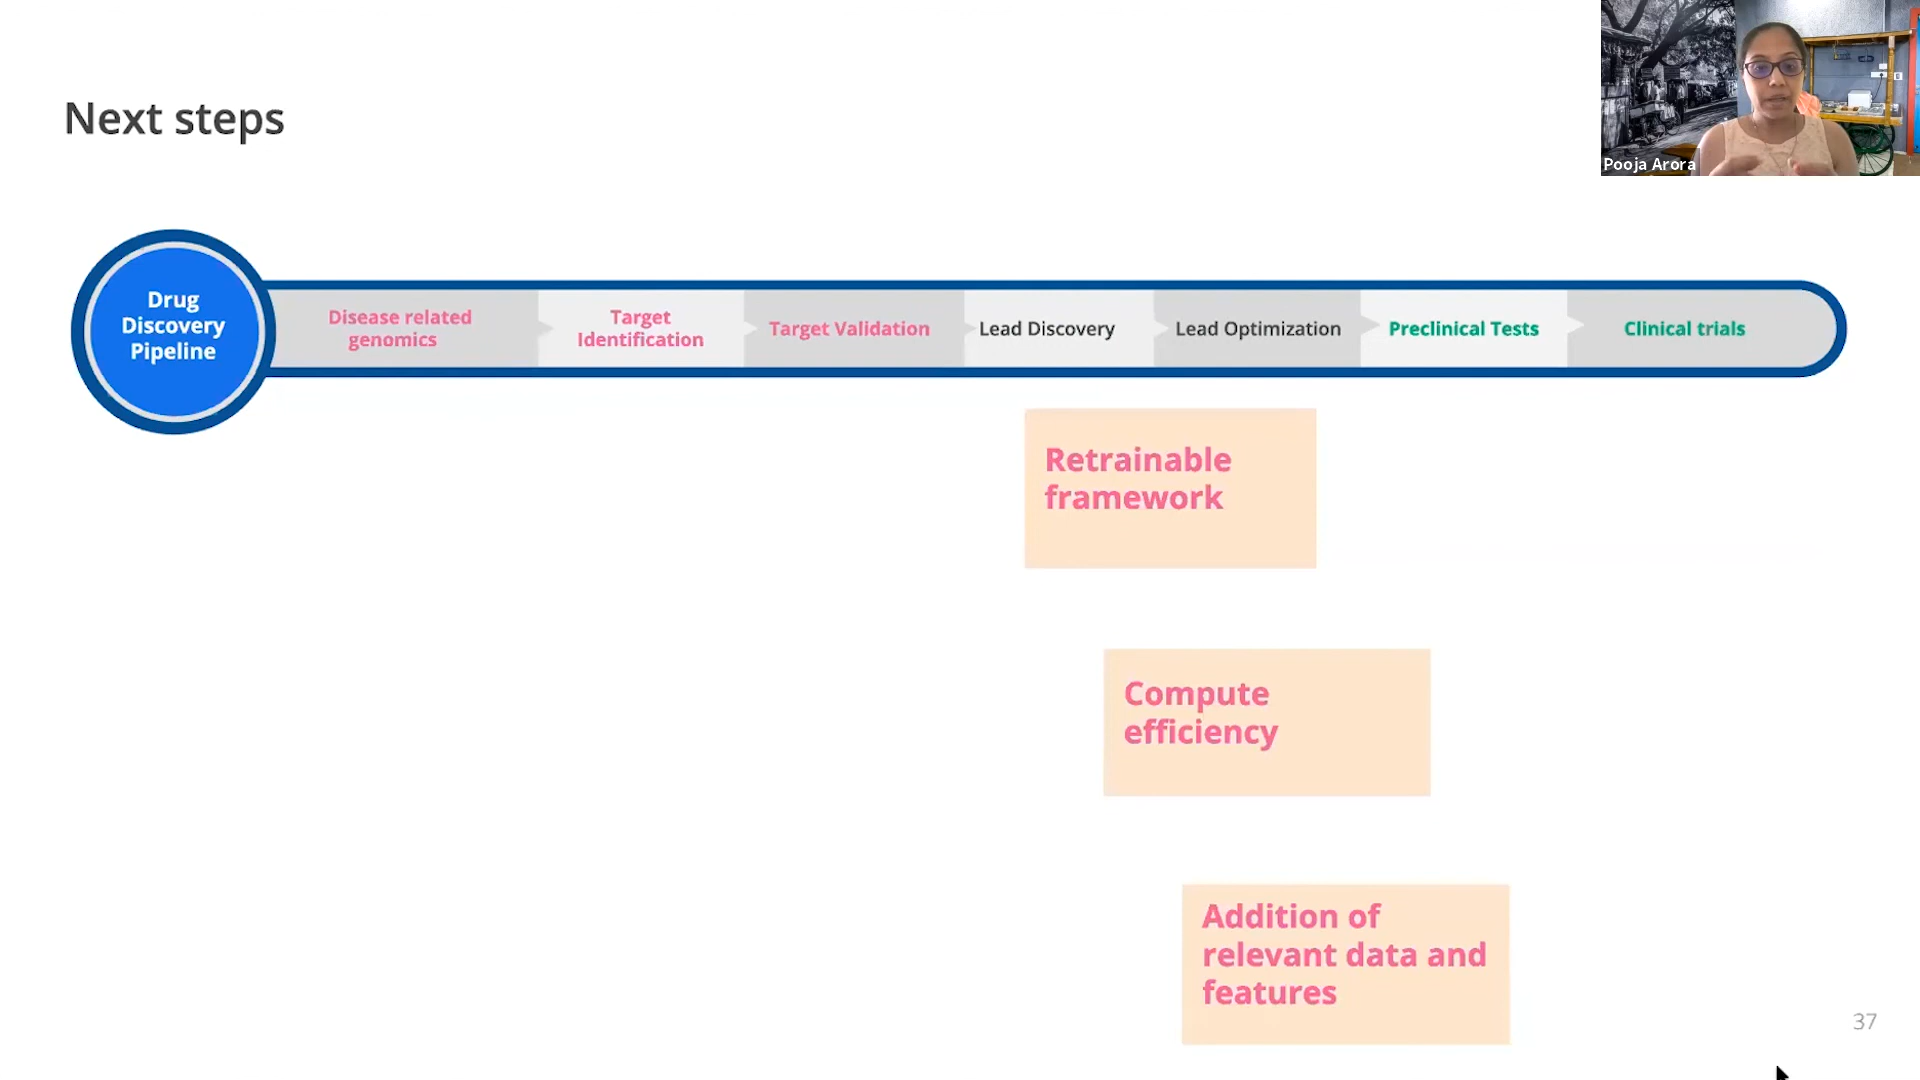 Pooja Arora
Next steps
Drug
Discovery
Pipeline
Disease related
genomics
Target
Identification
Target Validation
Lead Discovery
Lead Optimization
Preclinical Tests
Clinical trials
Retrainable
framework
Compute
efficiency
Addition of
relevant data and
features
37